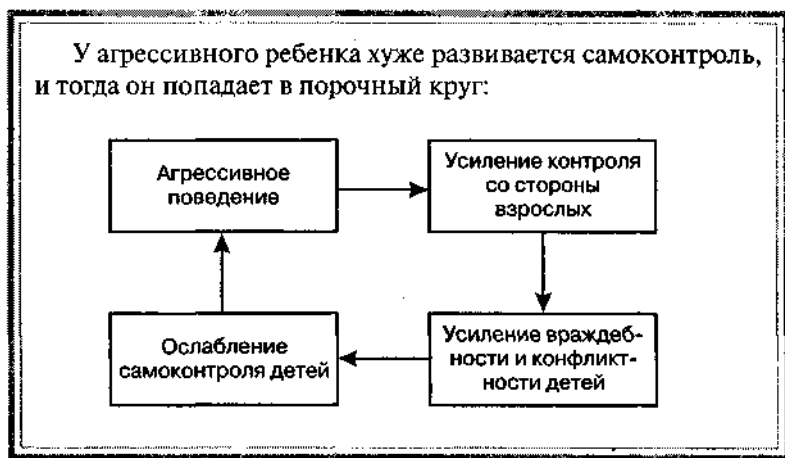 У агрессивного ребенка хуже развивается самоконтроль,
и тогда он попадает в порочный круг:
Агрессивное
поведение
Усиление контроля
со стороны
взрослых
Ослабление
самоконтроля детей
Усиление враждеб-
ности и конфликт-
ности детей